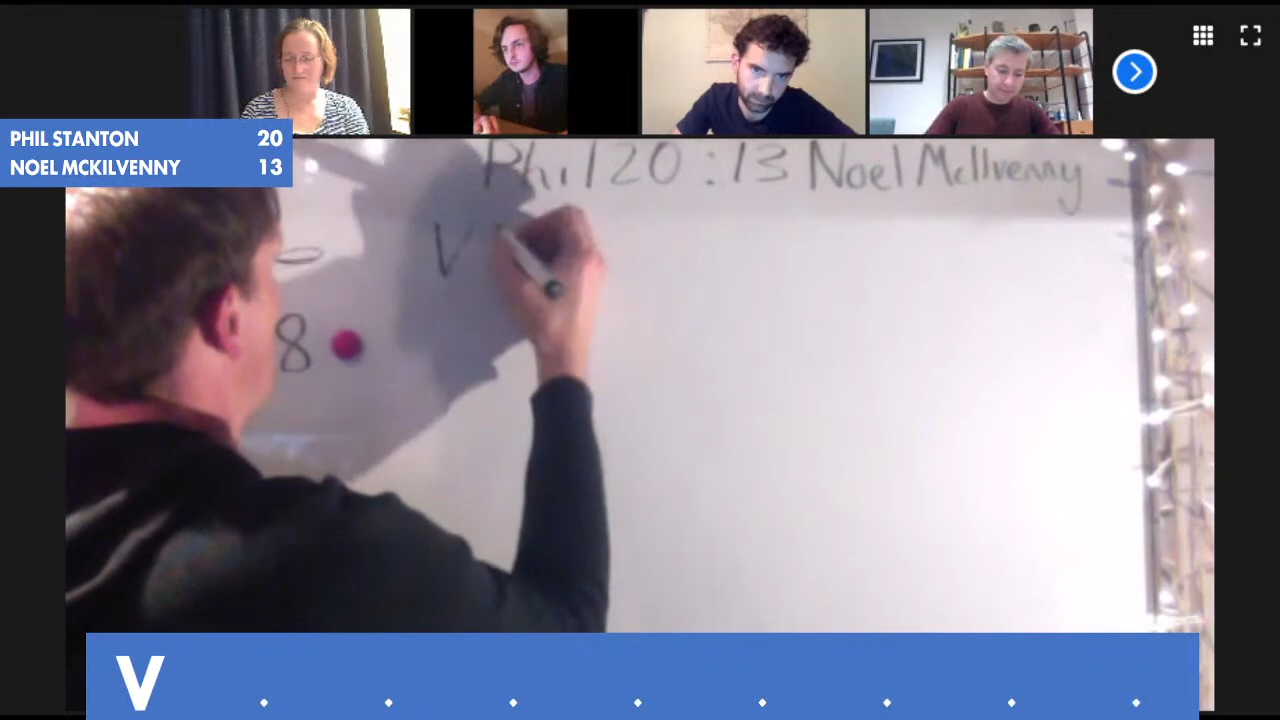 PHIL STANTON 20
NOEL MCKILVENNY 13
Phil 20 : 13 Noel McIlvenny
V
8
V